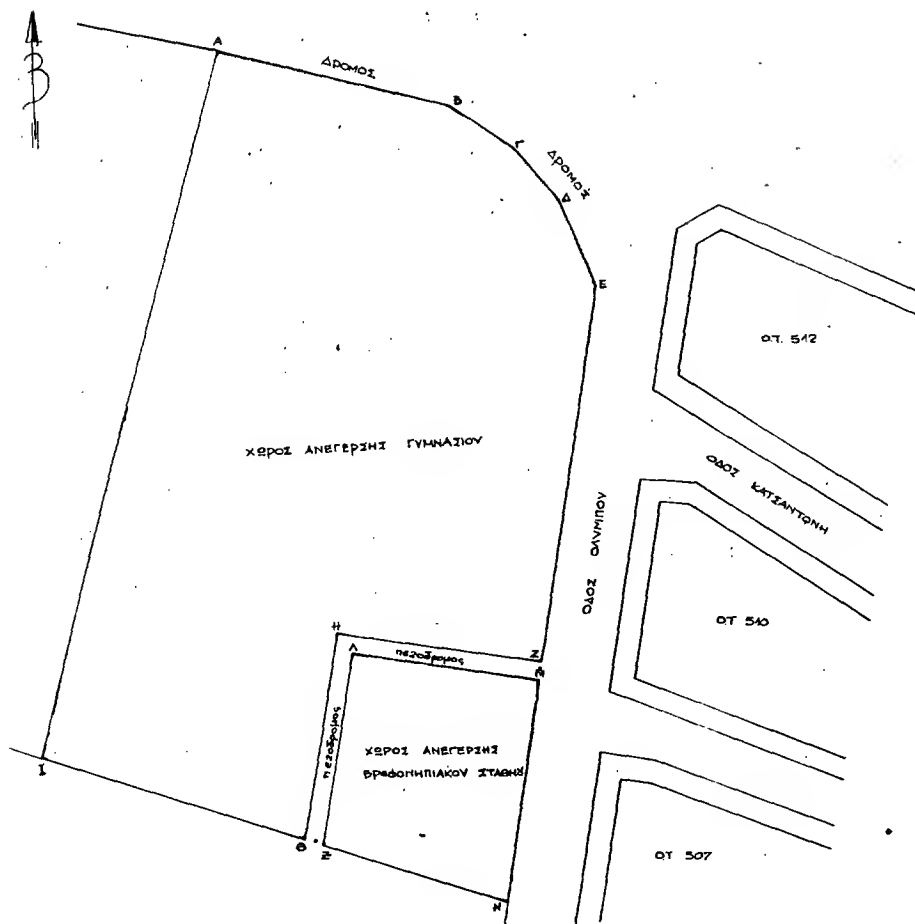 Α
ΔΡΟΜΟΣ
Β
Β
Γ
ΔΡΟΜΟΣ
Δ
Ε
Ο.Τ. 512
ΧΩΡΟΣ ΑΝΕΓΕΡΣΗΣ ΓΥΜΝΑΣΙΟΥ
ΟΔΟΣ ΚΑΤΣΑΝΤΩΝΗ
ΟΔΟΣ ΟΛΥΜΠΟΥ
ΟΤ 510
Η
Λ
πεζοδρομος
Ζ
πεζοδρομος
ΧΩΡΟΣ ΑΝΕΓΕΡΣΗΣ
ΒΡΕΦΟΝΗΠΙΑΚΟΥ ΣΤΑΘΜΟΥ
Ι
Θ
Ξ
Ν
ΟΤ 507